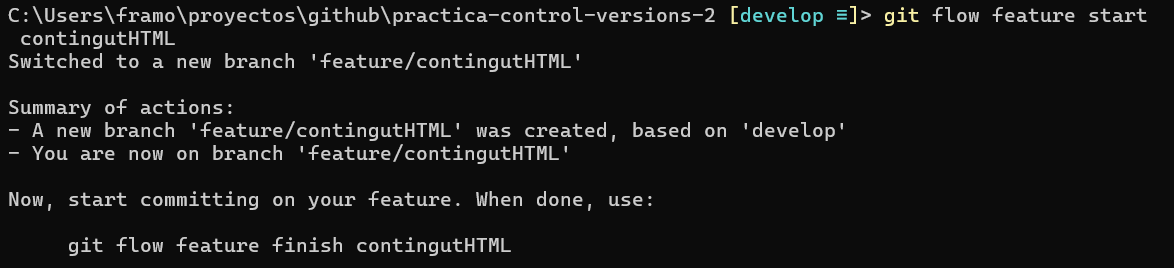 C:\Users\framo\proyectos\github\practica-control-versions-2 [develop ≡]> git flow feature start
contingutHTML
Switched to a new branch 'feature/contingutHTML'
Summary of actions:
- A new branch 'feature/contingutHTML' was created, based on 'develop'
- You are now on branch 'feature/contingutHTML'
Now, start committing on your feature. When done, use:
git flow feature finish contingutHTML